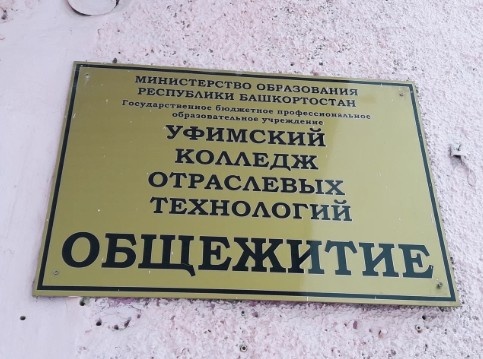 МИНИСТЕРСТВО ОБРАЗОВАНИЯ
РЕСПУБЛИКИ БАШКОРТОСТАН
Государственное бюджетное профессиональное
образовательное учреждение
УФИМСКИЙ
КОЛЛЕДЖ
ОТРАСЛЕВЫХ
ТЕХНОЛОГИЙ
ОБЩЕЖИТИЕ